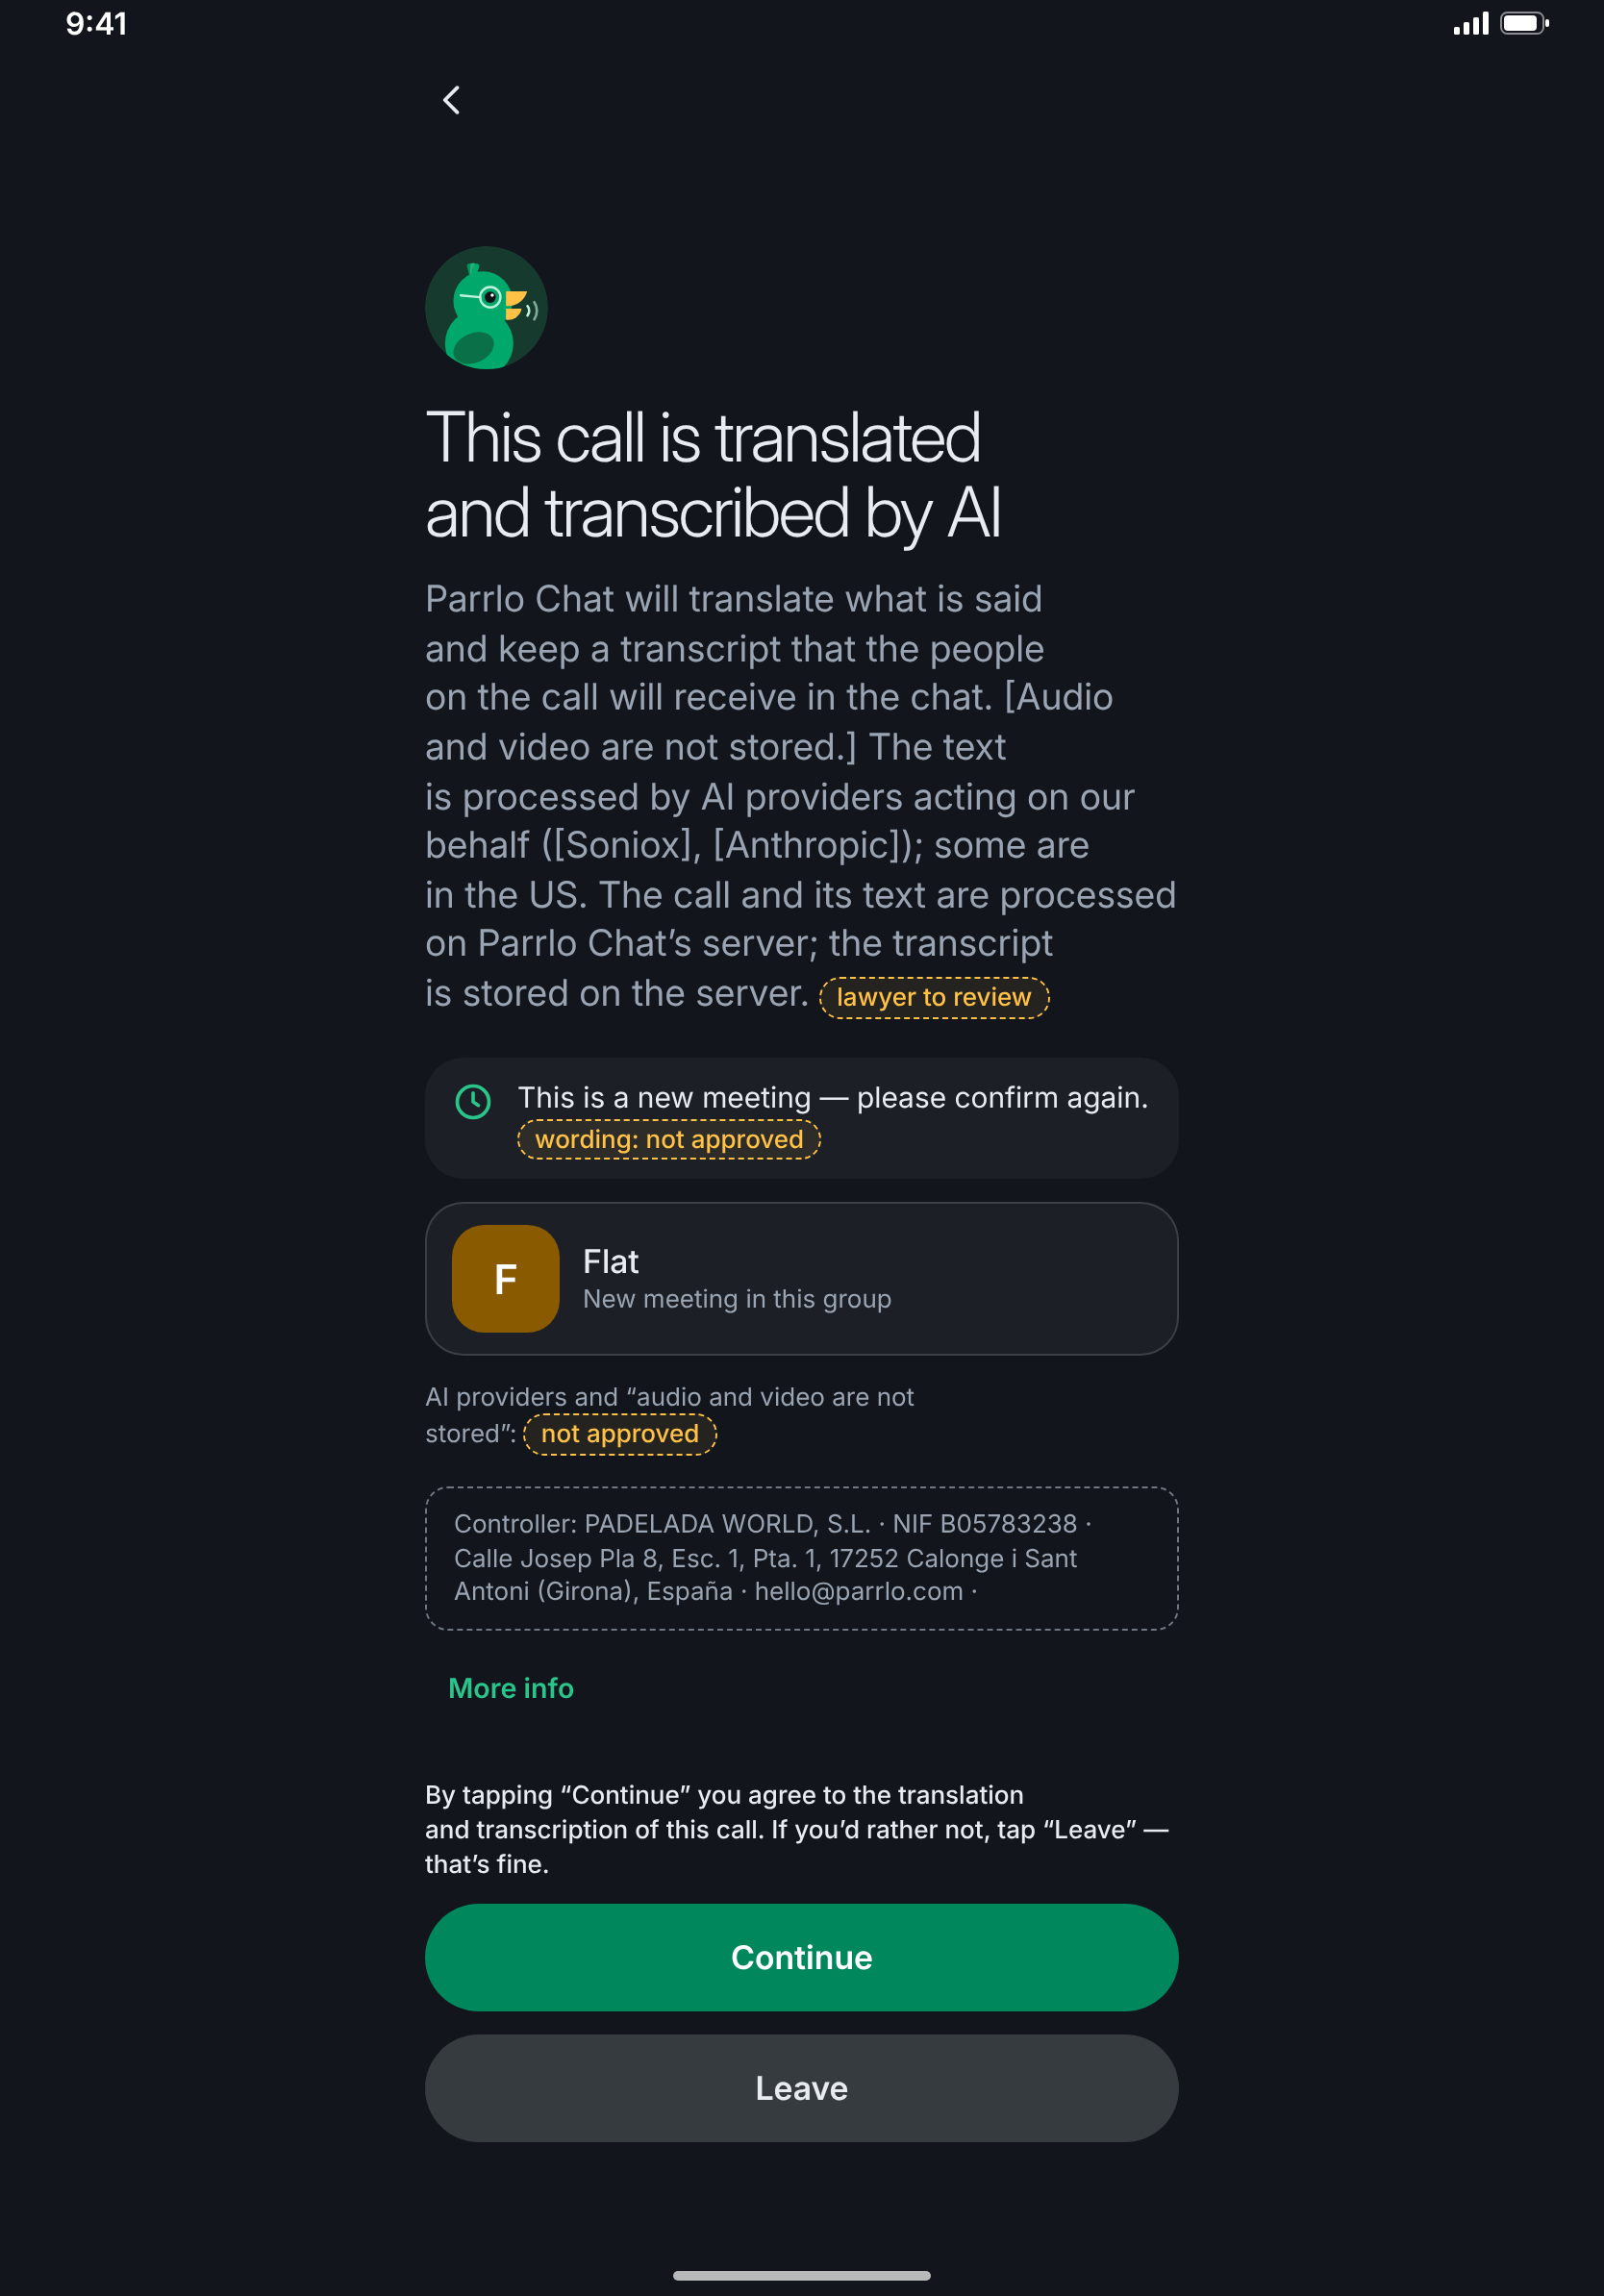 9:41
This call is translated
and transcribed by AI
Parrlo Chat will translate what is said
and keep a transcript that the people
on the call will receive in the chat. [Audio
and video are not stored.] The text
is processed by AI providers acting on our
behalf ([Soniox], [Anthropic]); some are
in the US. The call and its text are processed
on Parrlo Chat’s server; the transcript
is stored on the server. lawyer to review
This is a new meeting — please confirm again.
wording: not approved
F
Flat
New meeting in this group
AI providers and “audio and video are not
stored”: not approved
Controller: PADELADA WORLD, S.L. · NIF B05783238 ·
Calle Josep Pla 8, Esc. 1, Pta. 1, 17252 Calonge i Sant
Antoni (Girona), España · hello@parrlo.com ·
More info
By tapping “Continue” you agree to the translation
and transcription of this call. If you’d rather not, tap “Leave” —
that’s fine.
Continue
Leave